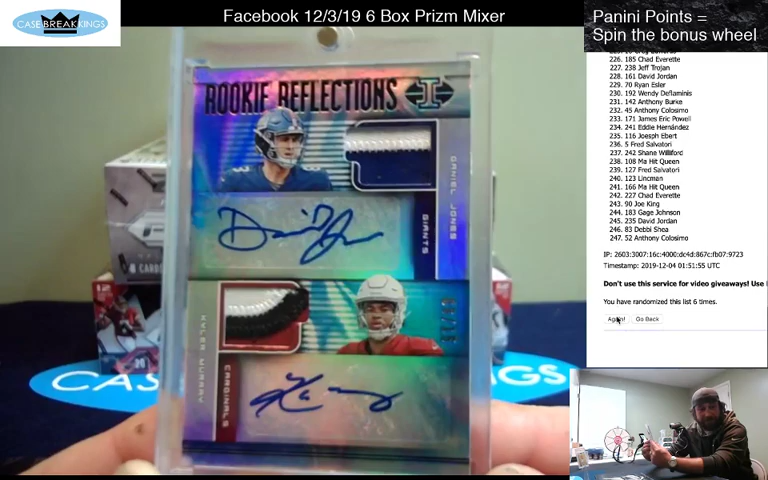 CASE BREAK KINGS
Facebook 12/3/19 6 Box Prizm Mixer
Panini Points =
Spin the bonus wheel
226. 185 Chad Everette
227. 238 Jeff Trojan
228. 161 David Jordan
229. 70 Ryan Esler
230. 192 Wendy Deflaminis
231. 142 Anthony Burke
232. 45 Anthony Colosimo
233. 171 James Eric Powell
234. 241 Eddie Hernández
235. 116 Joesph Ebert
236. 5 Fred Salvatori
237. 242 Shane Williford
238. 108 Ma Hit Queen
239. 127 Fred Salvatori
240. 123 Lincman
241. 166 Ma Hit Queen
242. 227 Chad Everette
243. 90 Joe King
244. 183 Gage Johnson
245. 235 David Jordan
246. 83 Debbi Shea
247. 52 Anthony Colosimo
IP: 2603:3007:16c:4000:dc4d:867c:fb07:9723
Timestamp: 2019-12-04 01:51:55 UTC
Don't use this service for video giveaways! Use
You have randomized this list 6 times.
Again!
Go Back
ROOKIE REFLECTIONS
DANIEL JONES
GIANTS
KYLER MURRAY
CARDINALS
CAS
NGS